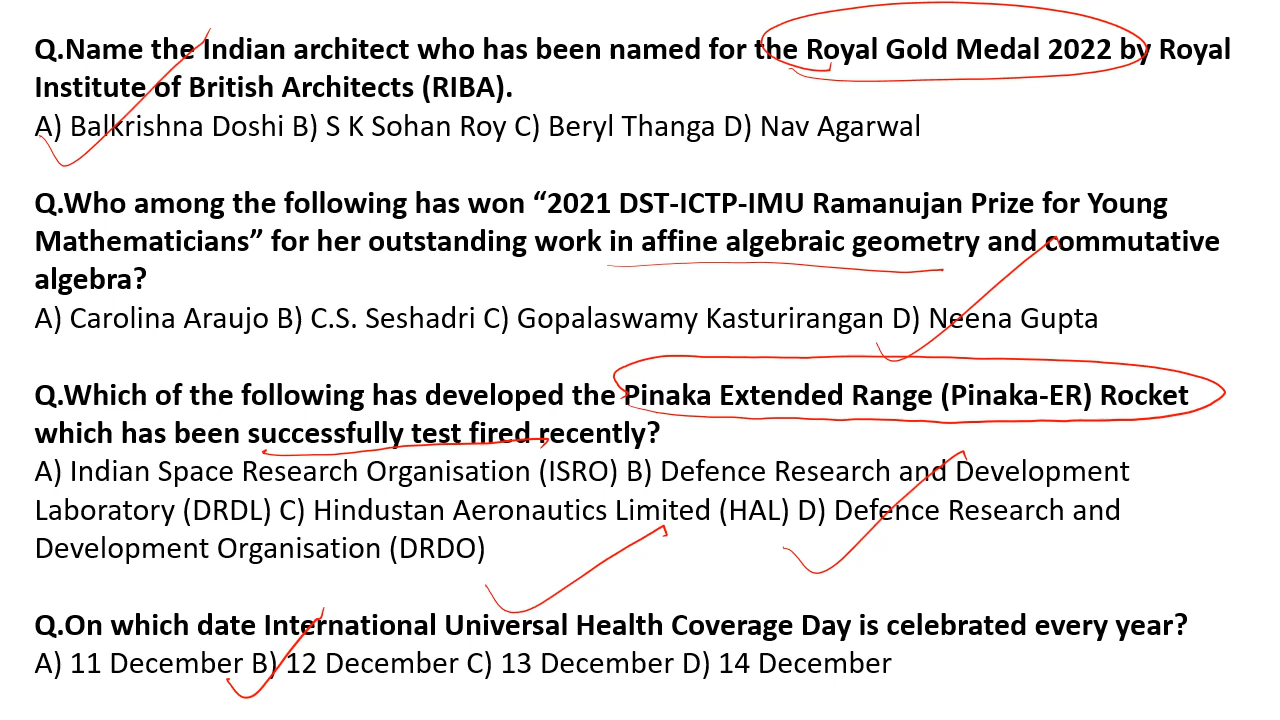 Q.Name the Indian architect who has been named for the Royal Gold Medal 2022 by Royal
Institute of British Architects (RIBA).
A) Balkrishna Doshi B) S K Sohan Roy C) Beryl Thanga D) Nav Agarwal
Q.Who among the following has won “2021 DST-ICTP-IMU Ramanujan Prize for Young
Mathematicians” for her outstanding work in affine algebraic geometry and commutative
algebra?
A) Carolina Araujo B) C.S. Seshadri C) Gopalaswamy Kasturirangan D) Neena Gupta
Q.Which of the following has developed the Pinaka Extended Range (Pinaka-ER) Rocket
which has been successfully test fired recently?
A) Indian Space Research Organisation (ISRO) B) Defence Research and Development
Laboratory (DRDL) C) Hindustan Aeronautics Limited (HAL) D) Defence Research and
Development Organisation (DRDO)
Q.On which date International Universal Health Coverage Day is celebrated every year?
A) 11 December B) 12 December C) 13 December D) 14 December